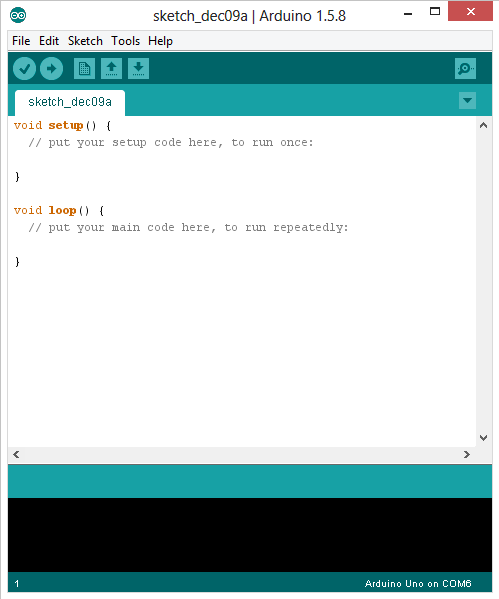 sketch_dec09a | Arduino 1.5.8
File Edit Sketch Tools Help
sketch_dec09a
void setup() {
  // put your setup code here, to run once:
}
void loop() {
  // put your main code here, to run repeatedly:
}
1 Arduino Uno on COM6